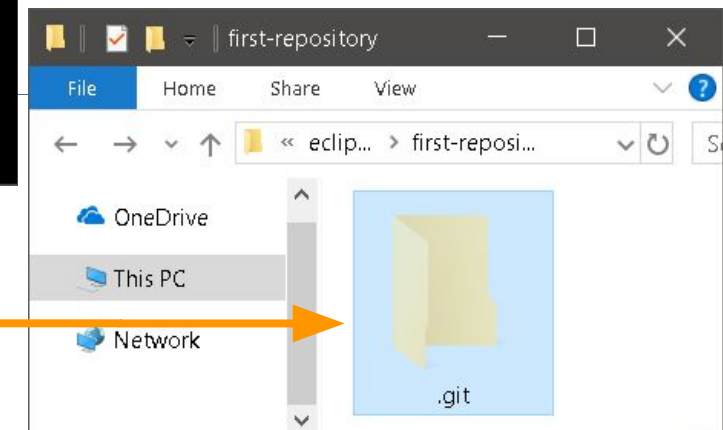 first-repository
File Home Share View ?
« eclip... > first-reposi...
OneDrive
This PC
Network
.git